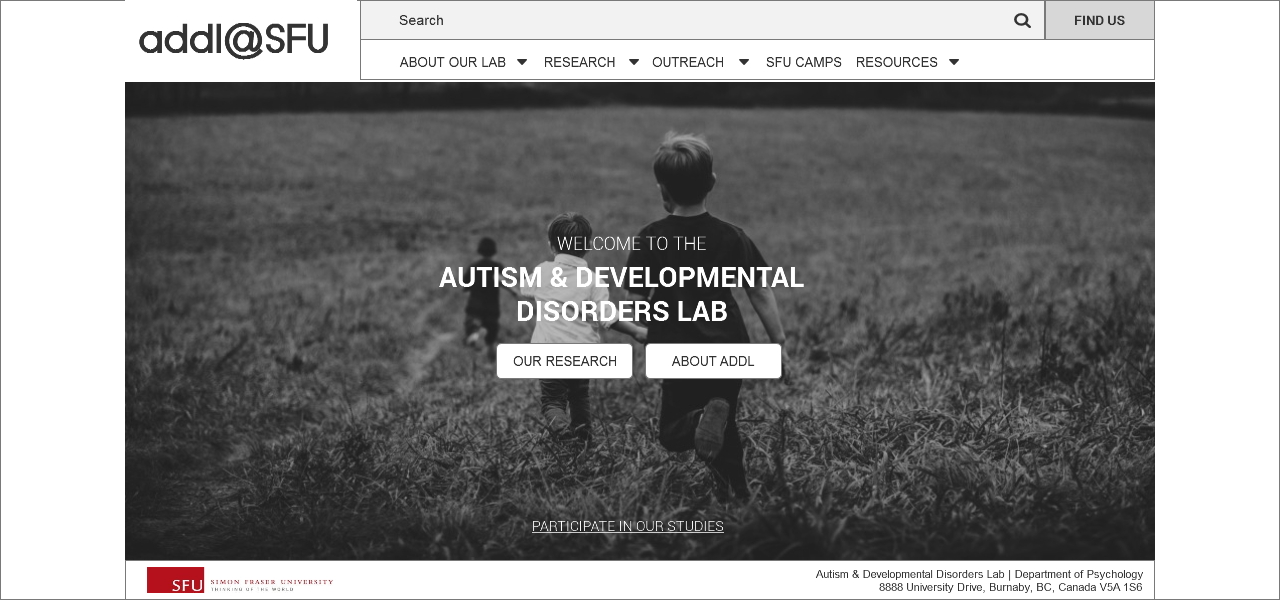 addl@SFU
Search
FIND US
ABOUT OUR LAB
RESEARCH
OUTREACH
SFU CAMPS
RESOURCES
WELCOME TO THE
AUTISM & DEVELOPMENTAL
DISORDERS LAB
OUR RESEARCH
ABOUT ADDL
PARTICIPATE IN OUR STUDIES
SFU
SIMON FRASER UNIVERSITY
THINKING OF THE WORLD
Autism & Developmental Disorders Lab | Department of Psychology
8888 University Drive, Burnaby, BC, Canada V5A 1S6